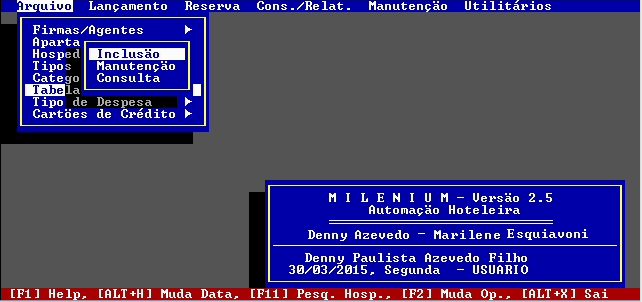 Arquivo Lançamento Reserva Cons./Relat. Manutenção Utilitários
Firmas/Agentes
Aparta
Hosped
Inclusão
Tipos
Manutenção
Catego
Consulta
Tabela
Tipo de Despesa
Cartões de Crédito
M I L E N I U M - Versão 2.5
Automação Hoteleira
Denny Azevedo - Marilene Esquiavoni
Denny Paulista Azevedo Filho
30/03/2015, Segunda - USUARIO
[F1] Help, [ALT+H] Muda Data, [F11] Pesq. Hosp., [F2] Muda Op., [ALT+X] Sai